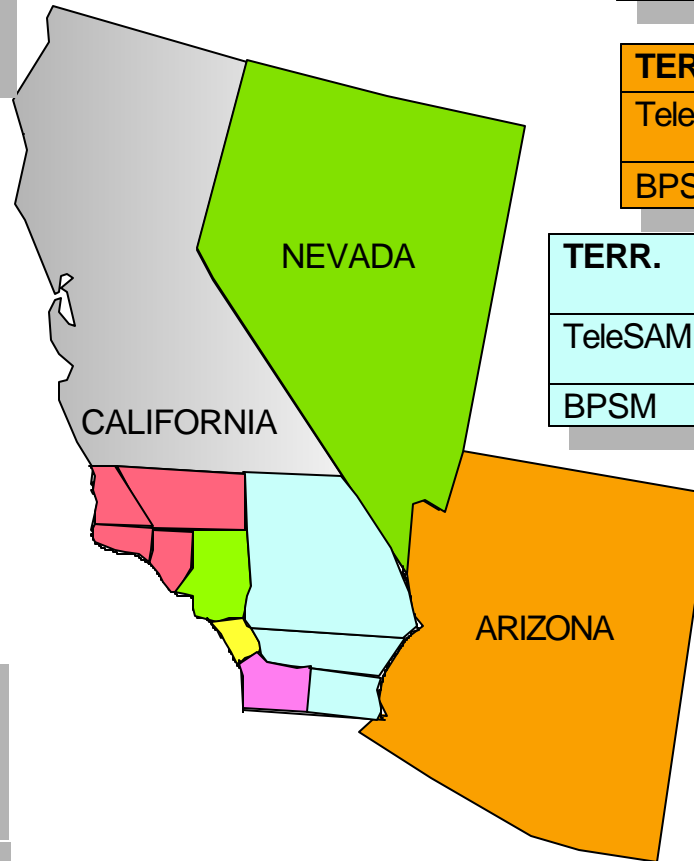 TER
Tele
BPS
NEVADA
TERR.
TeleSAM
BPSM
CALIFORNIA
ARIZONA